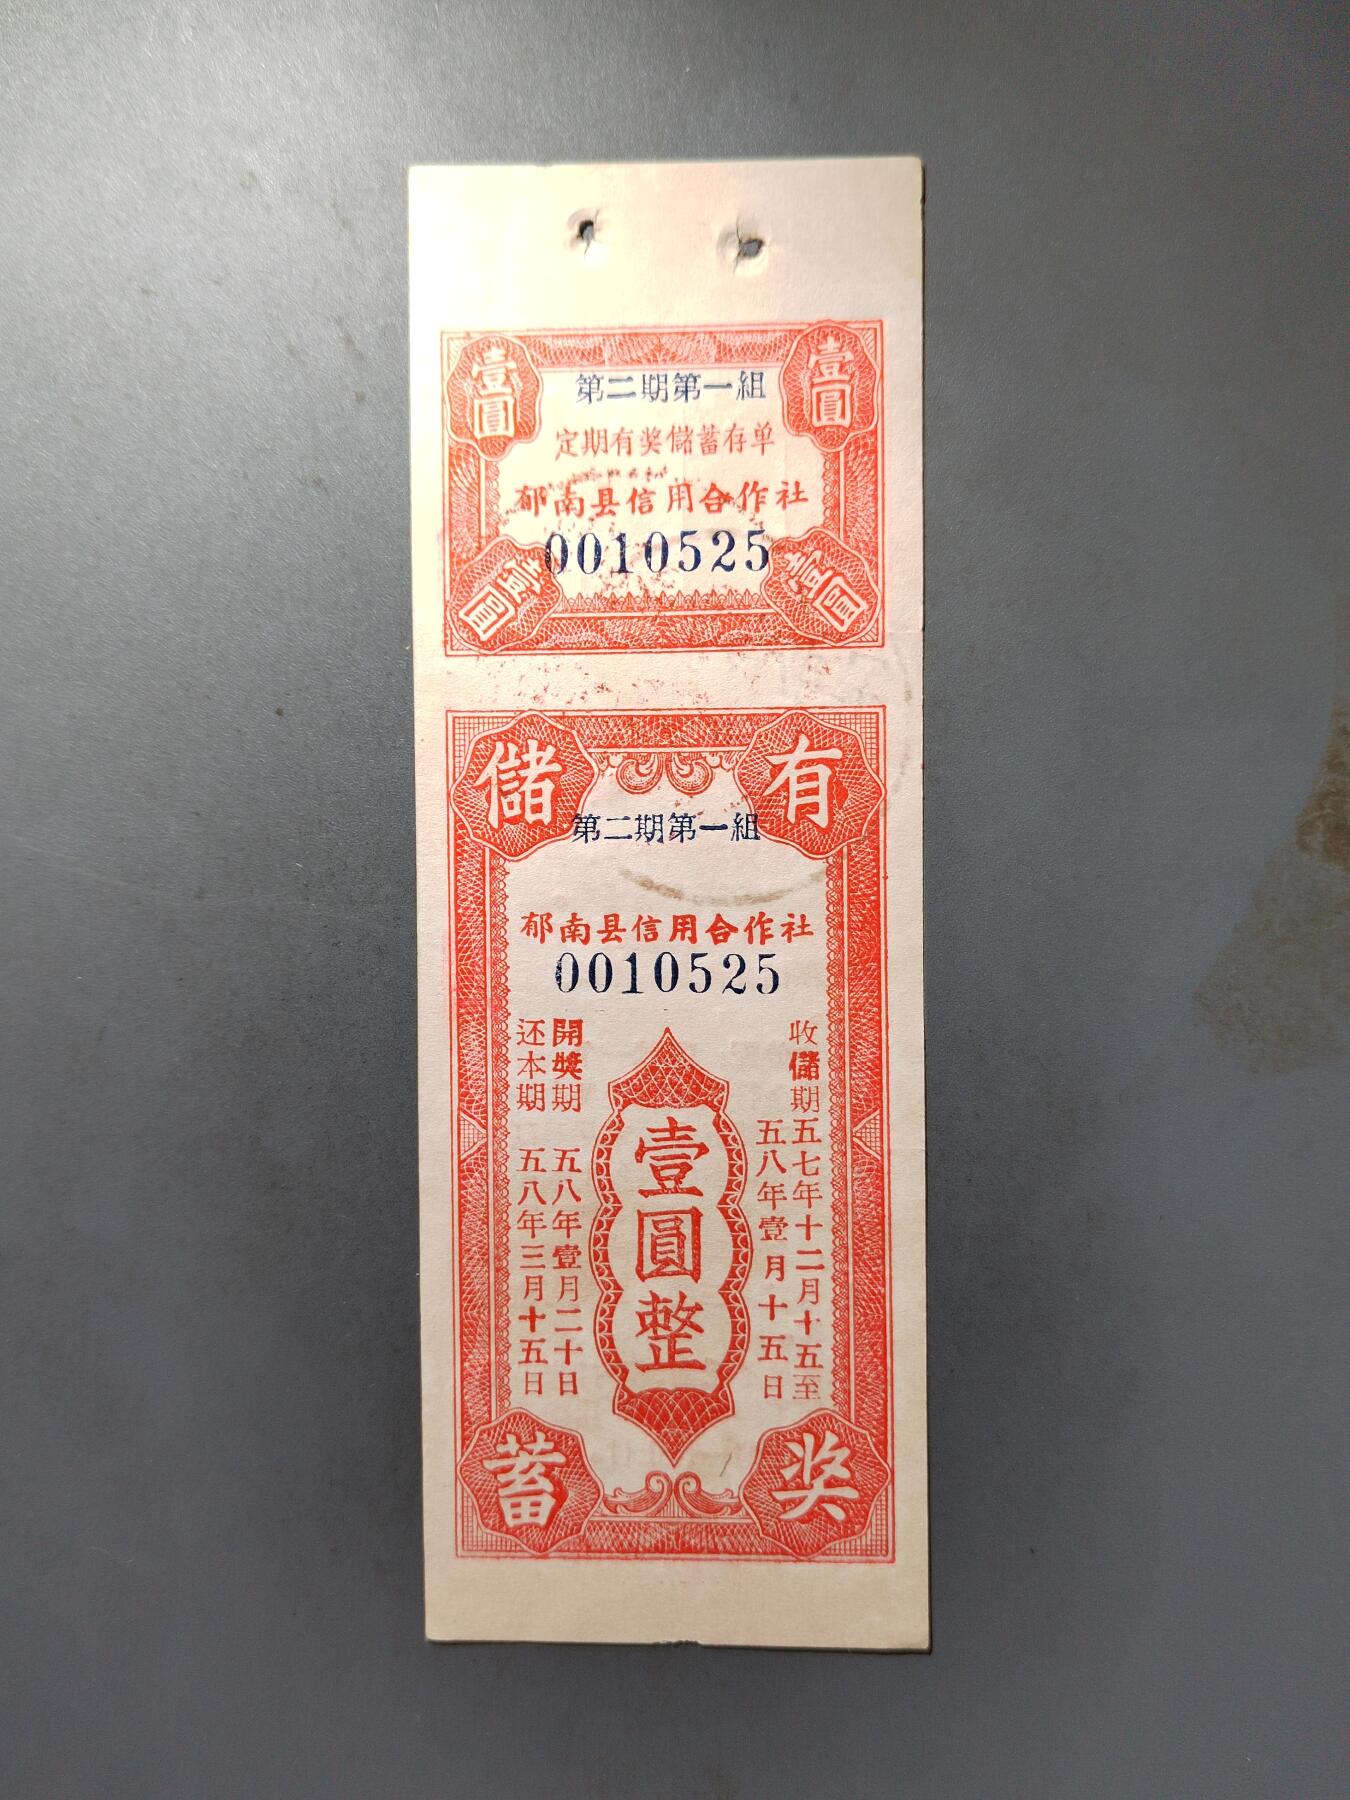 壹圓
壹圓
第二期第一組
定期有奖儲蓄存单
郁南县信用合作社
0010525
壹圓
壹圓
有奖儲蓄
第二期第一組
郁南县信用合作社
0010525
收儲期五七年十二月十五至
五八年壹月十五日
壹圓整
開獎期 五八年壹月二十日
还本期 五八年三月十五日